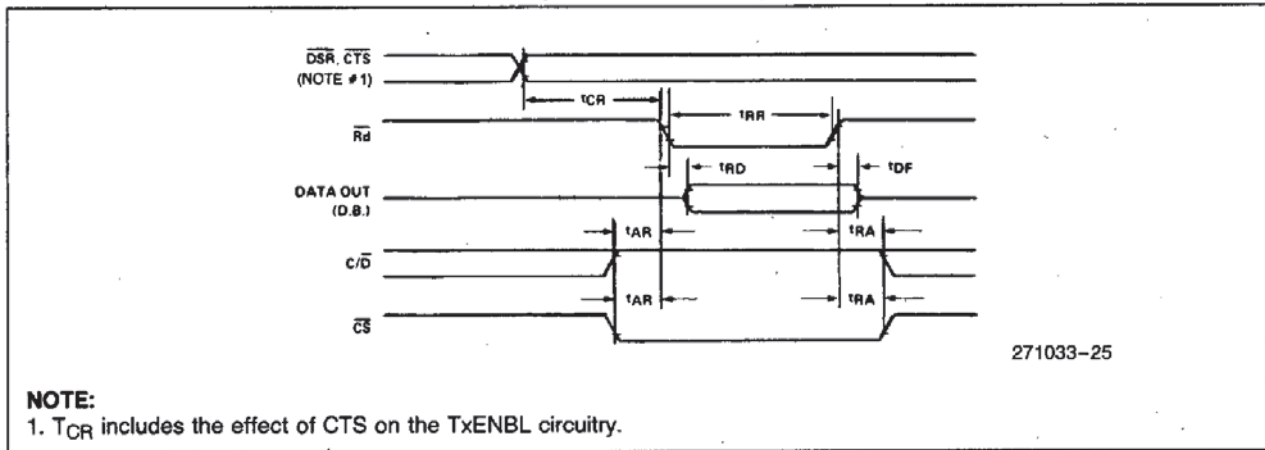 DSR, CTS
(NOTE #1)
tCR
tRR
Rd
tRD
tDF
DATA OUT
(D.B.)
tAR
tRA
C/D
tAR
tRA
CS
271033-25
NOTE:
1. TCR includes the effect of CTS on the TxENBL circuitry.